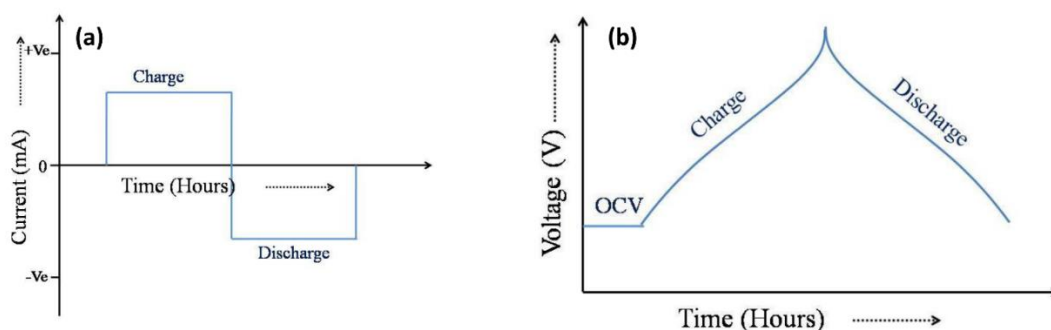 (a)
+Ve
Charge
0
Time (Hours)
Current (mA)
Discharge
-Ve
(b)
Charge
Discharge
OCV
Voltage (V)
Time (Hours)